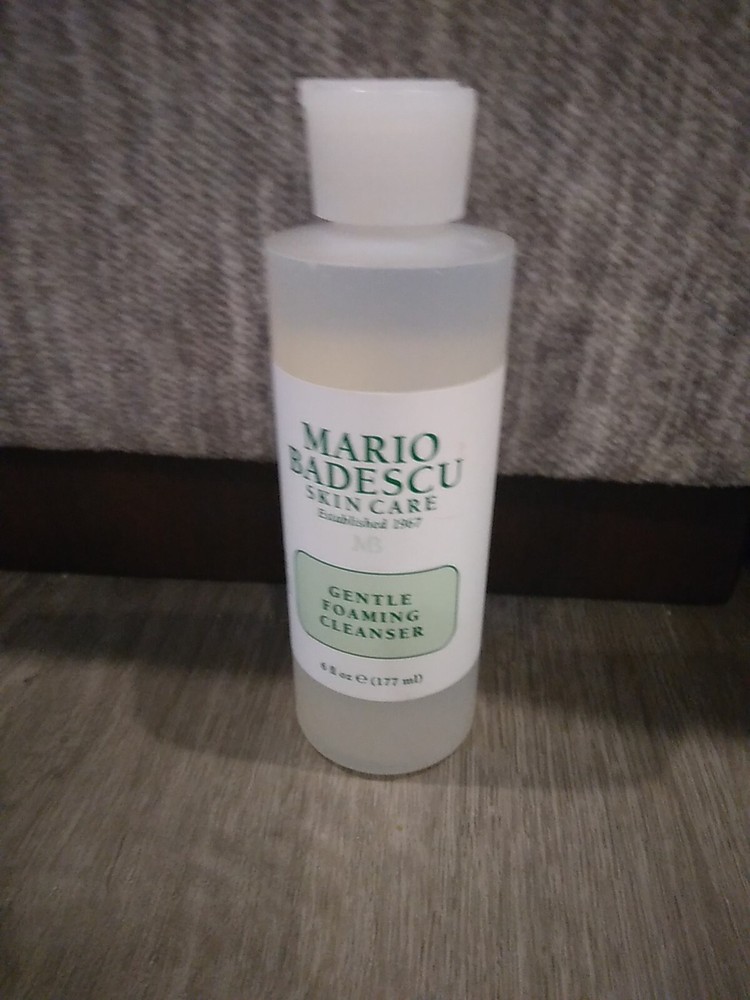 MARIO
BADESCU
SKIN CARE
Established 1967
MB
GENTLE
FOAMING
CLEANSER
6 fl oz ℮ (177 ml)